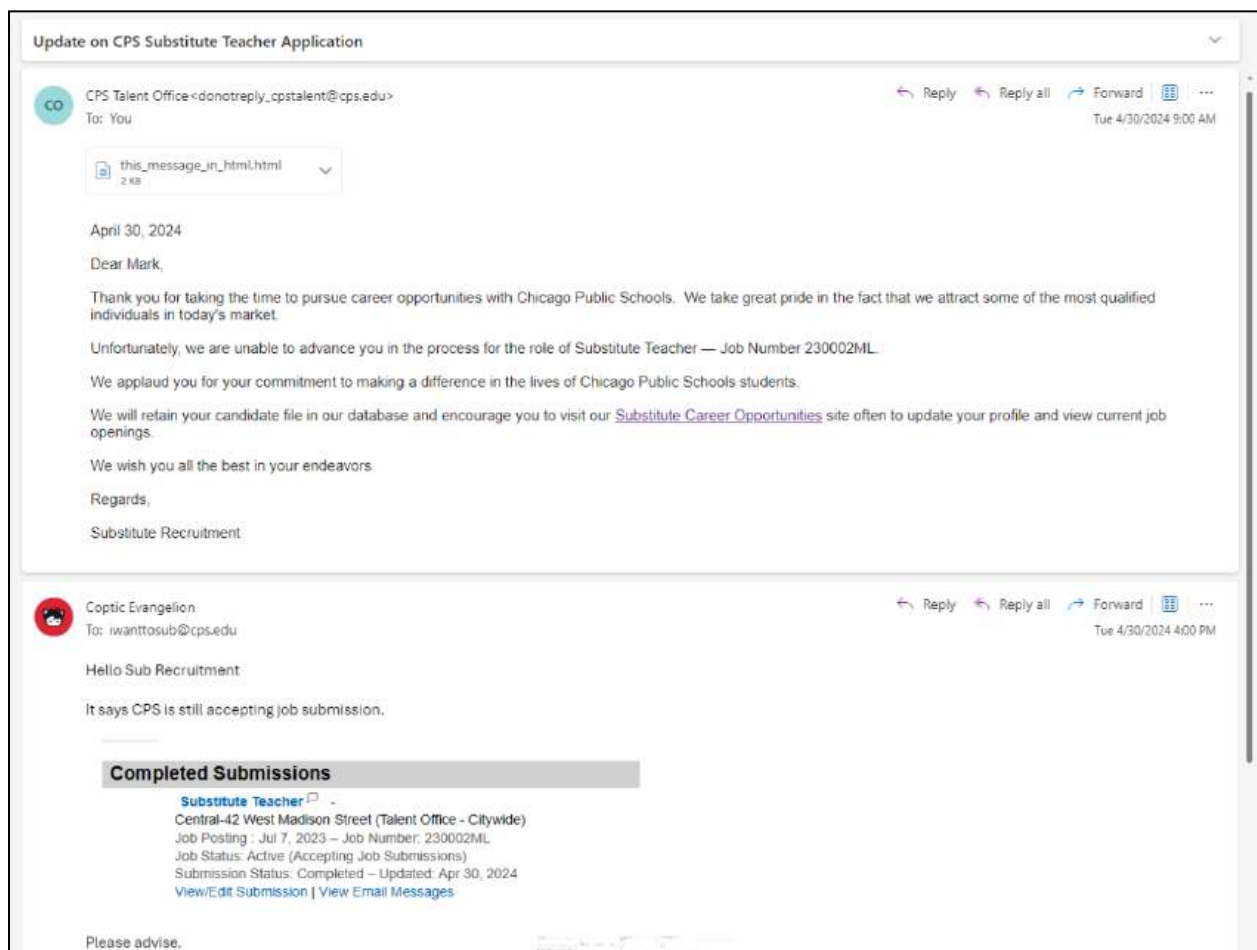 Update on CPS Substitute Teacher Application
CO
CPS Talent Office<donotreply_cpstalent@cps.edu>
Reply Reply all Forward ...
To: You
Tue 4/30/2024 9:00 AM
this_message_in_html.html
2 KB
April 30, 2024
Dear Mark,
Thank you for taking the time to pursue career opportunities with Chicago Public Schools. We take great pride in the fact that we attract some of the most qualified
individuals in today's market.
Unfortunately, we are unable to advance you in the process for the role of Substitute Teacher — Job Number 230002ML.
We applaud you for your commitment to making a difference in the lives of Chicago Public Schools students.
We will retain your candidate file in our database and encourage you to visit our Substitute Career Opportunities site often to update your profile and view current job
openings.
We wish you all the best in your endeavors.
Regards,
Substitute Recruitment
Coptic Evangelion
Reply Reply all Forward ...
To: iwanttosub@cps.edu
Tue 4/30/2024 4:00 PM
Hello Sub Recruitment
It says CPS is still accepting job submission.
Completed Submissions
Substitute Teacher -
Central-42 West Madison Street (Talent Office - Citywide)
Job Posting : Jul 7, 2023 – Job Number: 230002ML
Job Status: Active (Accepting Job Submissions)
Submission Status: Completed – Updated: Apr 30, 2024
View/Edit Submission | View Email Messages
Please advise.